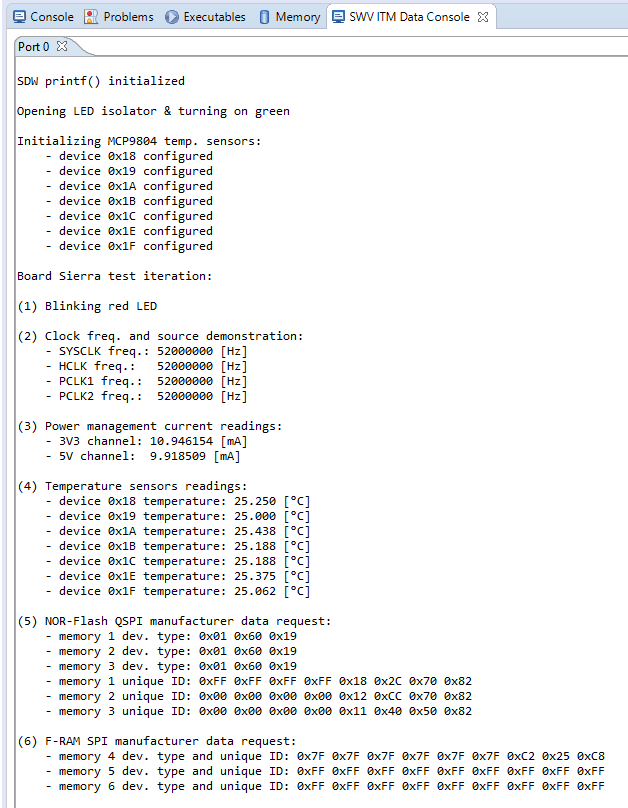 Console Problems Executables Memory SWV ITM Data Console
Port 0
SDW printf() initialized
Opening LED isolator & turning on green
Initializing MCP9804 temp. sensors:
- device 0x18 configured
- device 0x19 configured
- device 0x1A configured
- device 0x1B configured
- device 0x1C configured
- device 0x1E configured
- device 0x1F configured
Board Sierra test iteration:
(1) Blinking red LED
(2) Clock freq. and source demonstration:
- SYSCLK freq.: 52000000 [Hz]
- HCLK freq.:   52000000 [Hz]
- PCLK1 freq.:  52000000 [Hz]
- PCLK2 freq.:  52000000 [Hz]
(3) Power management current readings:
- 3V3 channel: 10.946154 [mA]
- 5V channel:  9.918509 [mA]
(4) Temperature sensors readings:
- device 0x18 temperature: 25.250 [°C]
- device 0x19 temperature: 25.000 [°C]
- device 0x1A temperature: 25.438 [°C]
- device 0x1B temperature: 25.188 [°C]
- device 0x1C temperature: 25.188 [°C]
- device 0x1E temperature: 25.375 [°C]
- device 0x1F temperature: 25.062 [°C]
(5) NOR-Flash QSPI manufacturer data request:
- memory 1 dev. type: 0x01 0x60 0x19
- memory 2 dev. type: 0x01 0x60 0x19
- memory 3 dev. type: 0x01 0x60 0x19
- memory 1 unique ID: 0xFF 0xFF 0xFF 0xFF 0x18 0x2C 0x70 0x82
- memory 2 unique ID: 0x00 0x00 0x00 0x00 0x12 0xCC 0x70 0x82
- memory 3 unique ID: 0x00 0x00 0x00 0x00 0x11 0x40 0x50 0x82
(6) F-RAM SPI manufacturer data request:
- memory 4 dev. type and unique ID: 0x7F 0x7F 0x7F 0x7F 0x7F 0x7F 0xC2 0x25 0xC8
- memory 5 dev. type and unique ID: 0xFF 0xFF 0xFF 0xFF 0xFF 0xFF 0xFF 0xFF 0xFF
- memory 6 dev. type and unique ID: 0xFF 0xFF 0xFF 0xFF 0xFF 0xFF 0xFF 0xFF 0xFF